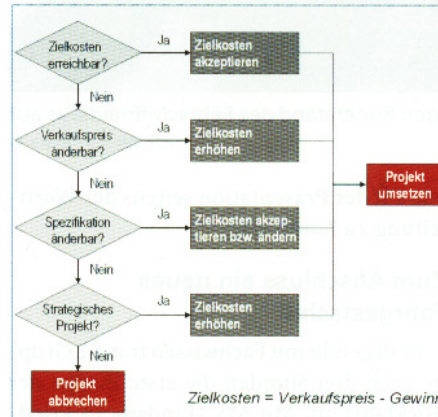 Zielkosten
erreichbar?
Ja
Zielkosten
akzeptieren
Nein
Verkaufspreis
änderbar?
Ja
Zielkosten
erhöhen
Nein
Projekt
umsetzen
Spezifikation
änderbar?
Ja
Zielkosten akzep-
tieren bzw. ändern
Nein
Strategisches
Projekt?
Ja
Zielkosten
erhöhen
Nein
Projekt
abbrechen
Zielkosten = Verkaufspreis - Gewinn